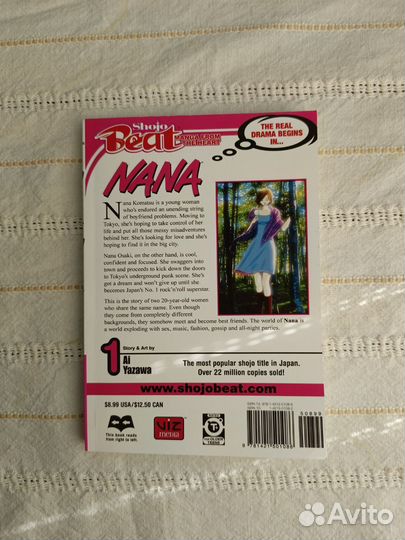 Shojo
Beat
MANGA FROM
THE HEART
THE REAL
DRAMA BEGINS
IN...
NANA
Nana Komatsu is a young woman
who's endured an unending string
of boyfriend problems. Moving to
Tokyo, she's hoping to take control of her
life and put all those messy misadventures
behind her. She's looking for love and she's
hoping to find it in the big city.
Nana Osaki, on the other hand, is cool,
confident and focused. She swaggers into
town and proceeds to kick down the doors
to Tokyo's underground punk scene. She's
got a dream and won't give up until she
becomes Japan's No. 1 rock'n'roll superstar.
This is the story of two 20-year-old women
who share the same name. Even though
they come from completely different
backgrounds, they somehow meet and become best friends. The world of Nana is
a world exploding with sex, music, fashion, gossip and all-night parties.
1
Story & Art by
Ai
Yazawa
The most popular shojo title in Japan.
Over 22 million copies sold!
www.shojobeat.com
$8.99 USA/$12.50 CAN
This book reads
from right to left.
VIZ
media
RATED
T+
FOR OLDER
TEENS
50899
9 781421 501086
Avito